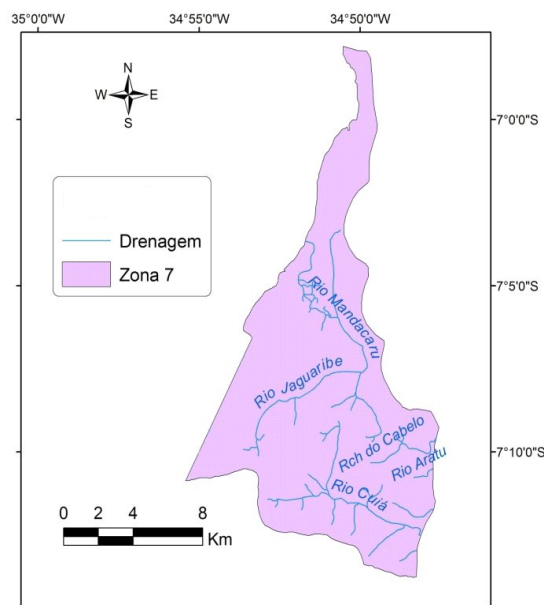 35°0'0"W 34°55'0"W 34°50'0"W
N
W E
S
7°0'0"S
Drenagem
Zona 7
7°5'0"S
Rio Mandacaru
Rio Jaguaribe
Rch do Cabelo
Rio Aratu
7°10'0"S
Rio Cuiá
0 2 4 8
Km